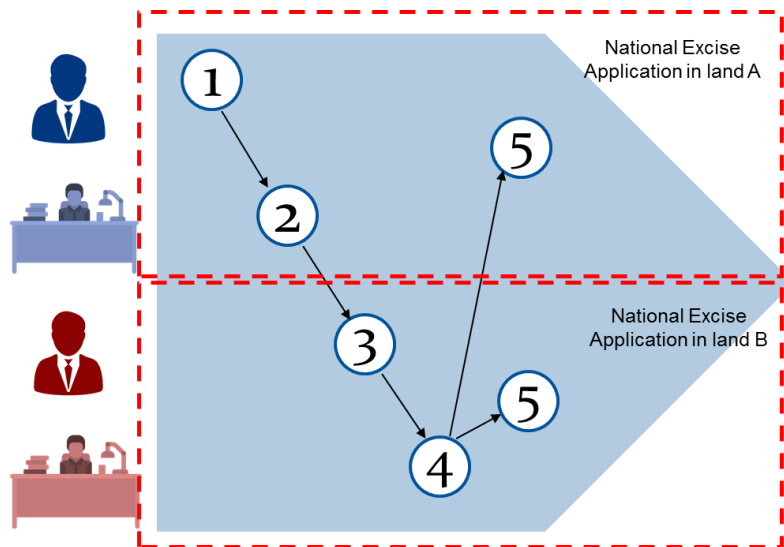 National Excise
Application in land A
1
5
2
National Excise
Application in land B
3
5
4